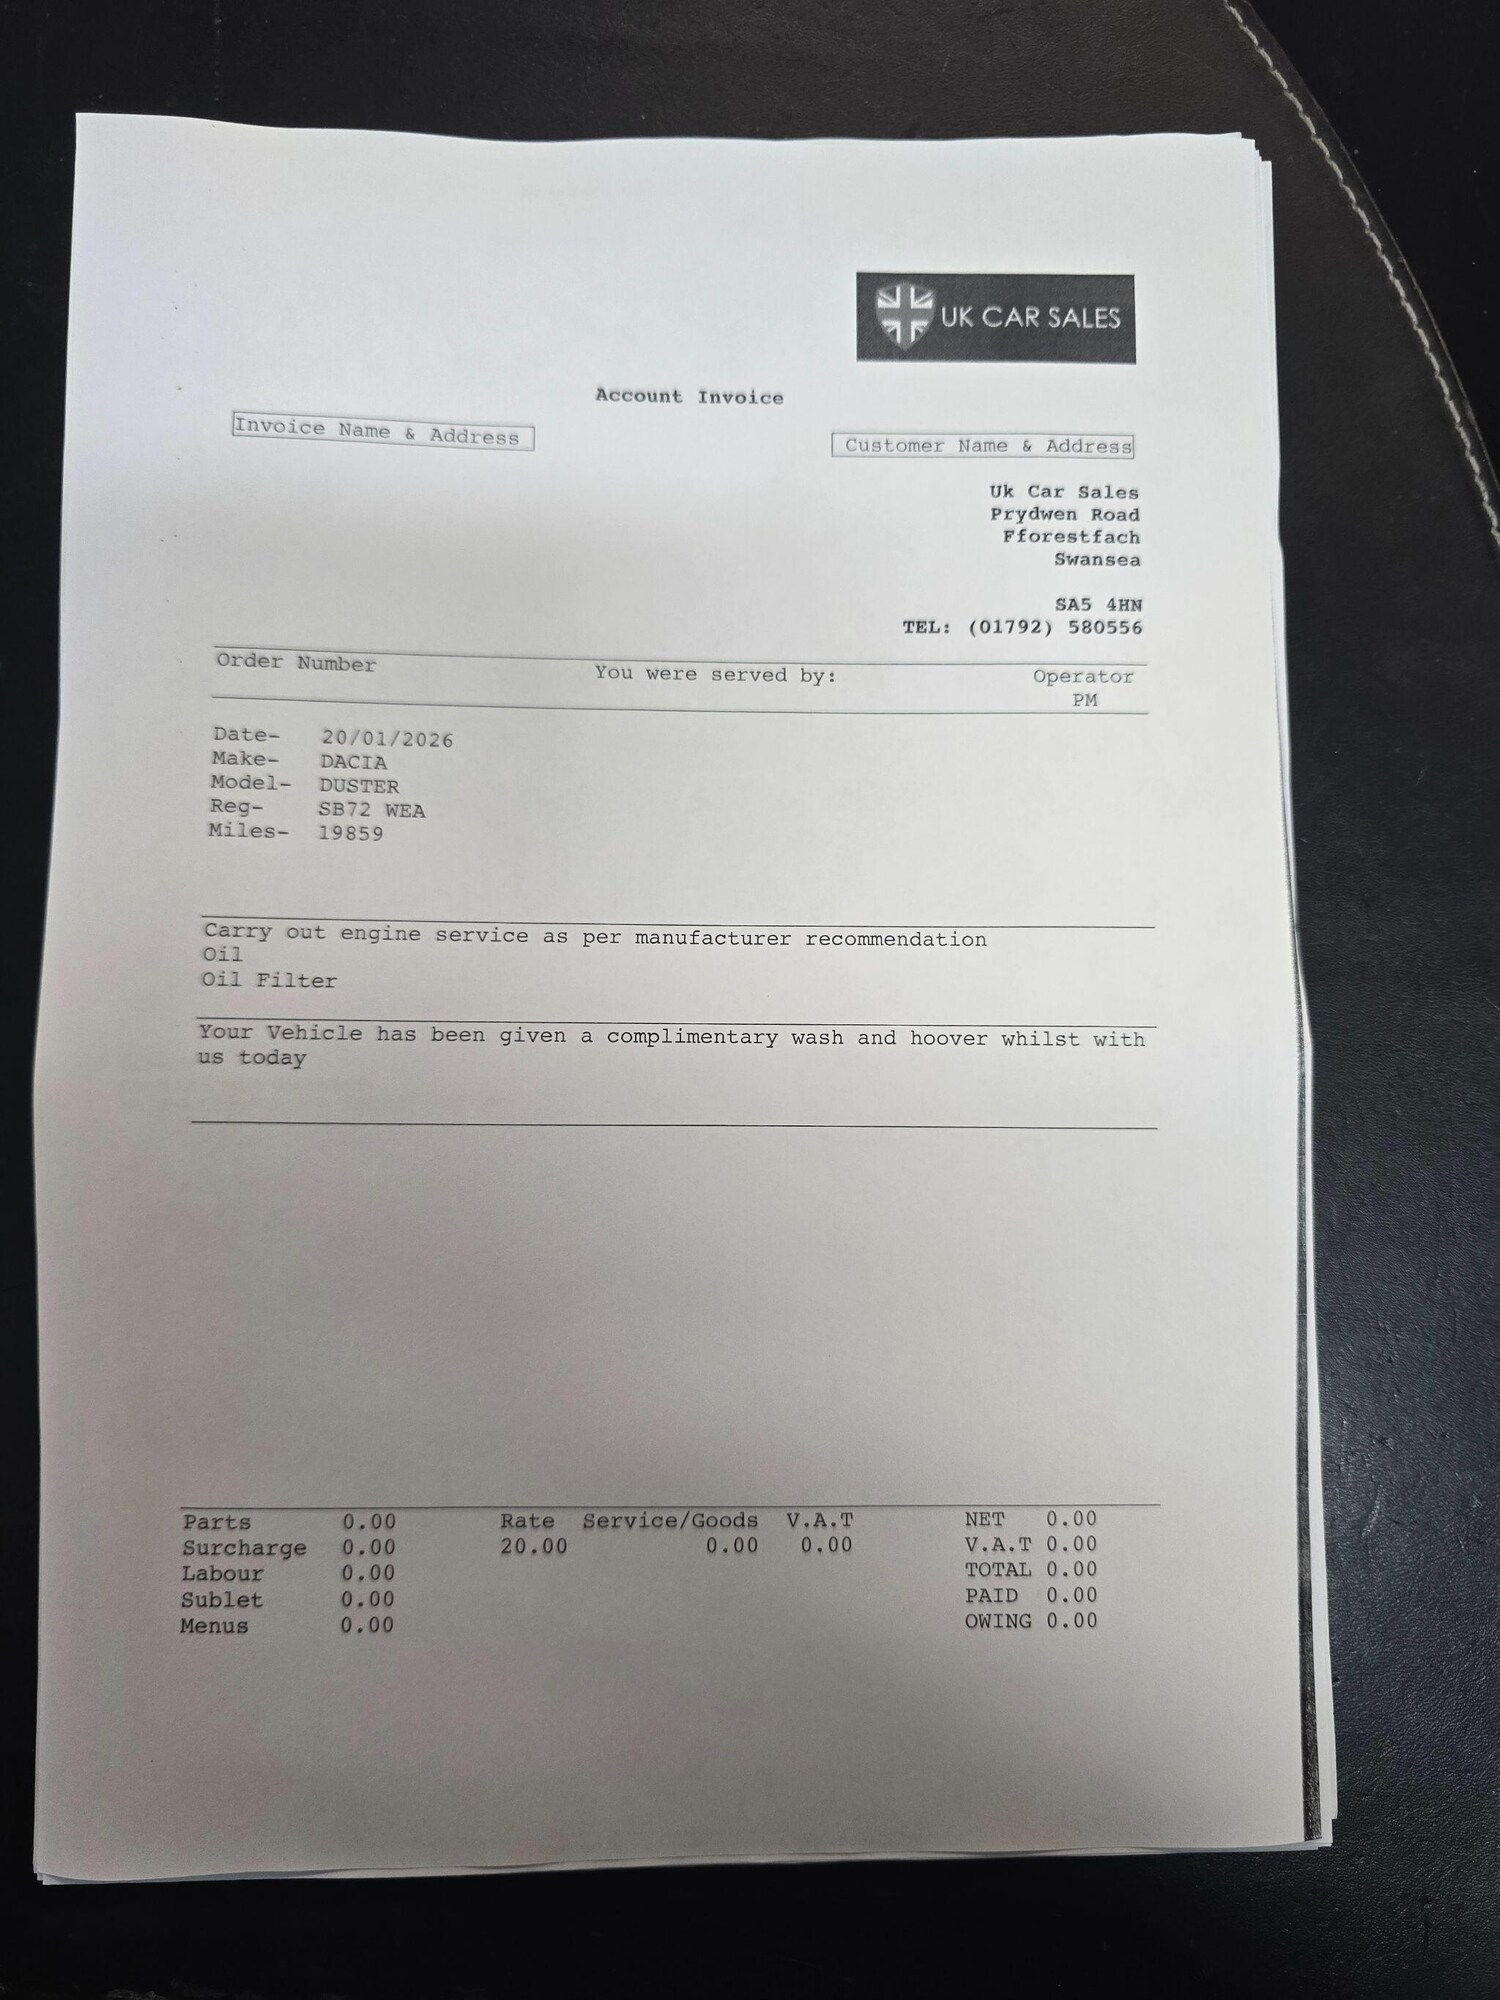 UK CAR SALES
Account Invoice
Invoice Name & Address
Customer Name & Address
Uk Car Sales
Prydwen Road
Fforestfach
Swansea
SA5 4HN
TEL: (01792) 580556
Order Number You were served by: Operator
PM
Date- 20/01/2026
Make- DACIA
Model- DUSTER
Reg- SB72 WEA
Miles- 19859
Carry out engine service as per manufacturer recommendation
Oil
Oil Filter
Your Vehicle has been given a complimentary wash and hoover whilst with
us today
Parts 0.00 Rate Service/Goods V.A.T NET 0.00
Surcharge 0.00 20.00 0.00 0.00 V.A.T 0.00
Labour 0.00 TOTAL 0.00
Sublet 0.00 PAID 0.00
Menus 0.00 OWING 0.00